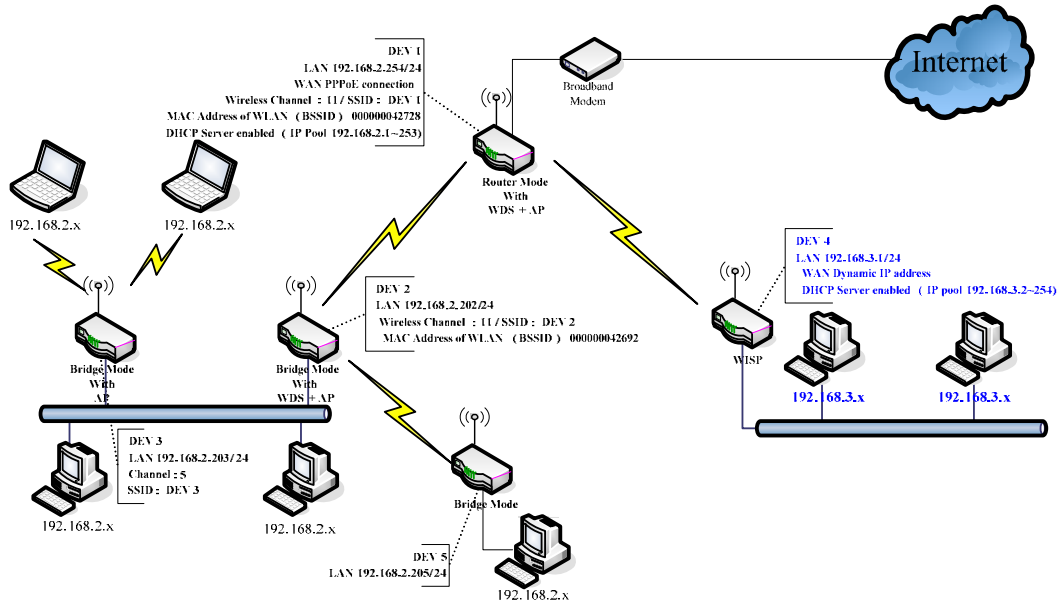 DEV 1
LAN 192.168.2.254/24
WAN PPPoE connection
Wireless Channel : 11 / SSID : DEV 1
MAC Address of WLAN (BSSID) 000000042728
DHCP Server enabled ( IP Pool 192.168.2.1~253)
Broadband
Modem
Internet
Router Mode
With
WDS + AP
192.168.2.x
192.168.2.x
DEV 4
LAN 192.168.3.1/24
WAN Dynamic IP address
DHCP Server enabled ( IP pool 192.168.3.2~254)
DEV 2
LAN 192.168.2.202/24
Wireless Channel : 11 / SSID : DEV 2
MAC Address of WLAN (BSSID) 000000042692
Bridge Mode
With
AP
Bridge Mode
With
WDS + AP
WISP
192.168.3.x
192.168.3.x
DEV 3
LAN 192.168.2.203/24
Channel : 5
SSID : DEV 3
Bridge Mode
192.168.2.x
192.168.2.x
DEV 5
LAN 192.168.2.205/24
192.168.2.x